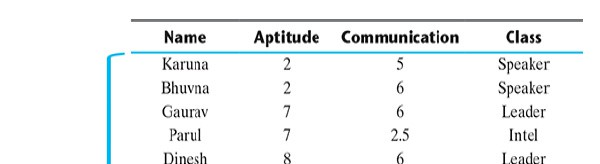 Name Aptitude Communication Class
Karuna 2 5 Speaker
Bhuvna 2 6 Speaker
Gaurav 7 6 Leader
Parul 7 2.5 Intel
Dinesh 8 6 Leader